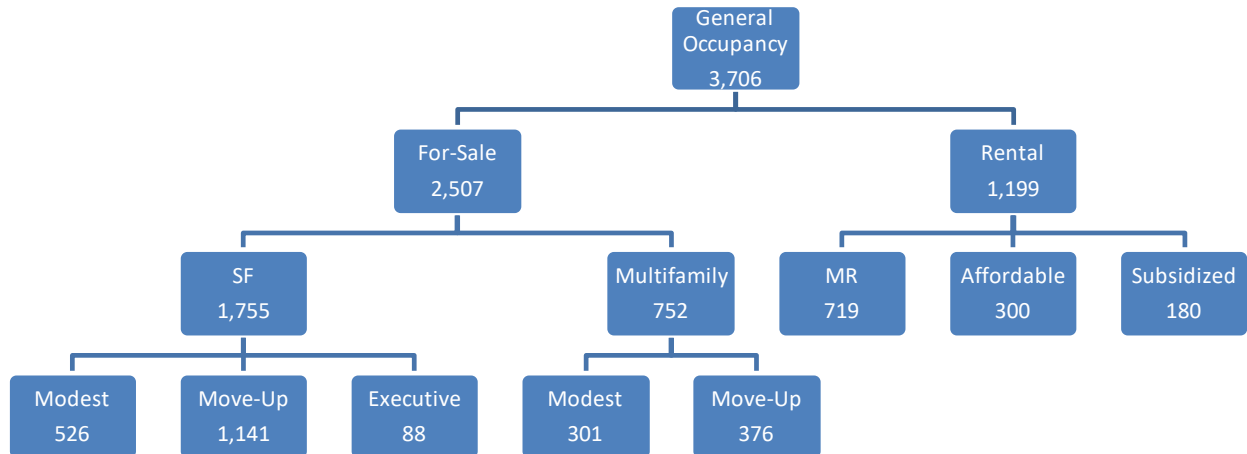 General
Occupancy
3,706
For-Sale
2,507
Rental
1,199
SF
1,755
Multifamily
752
MR
719
Affordable
300
Subsidized
180
Modest
526
Move-Up
1,141
Executive
88
Modest
301
Move-Up
376